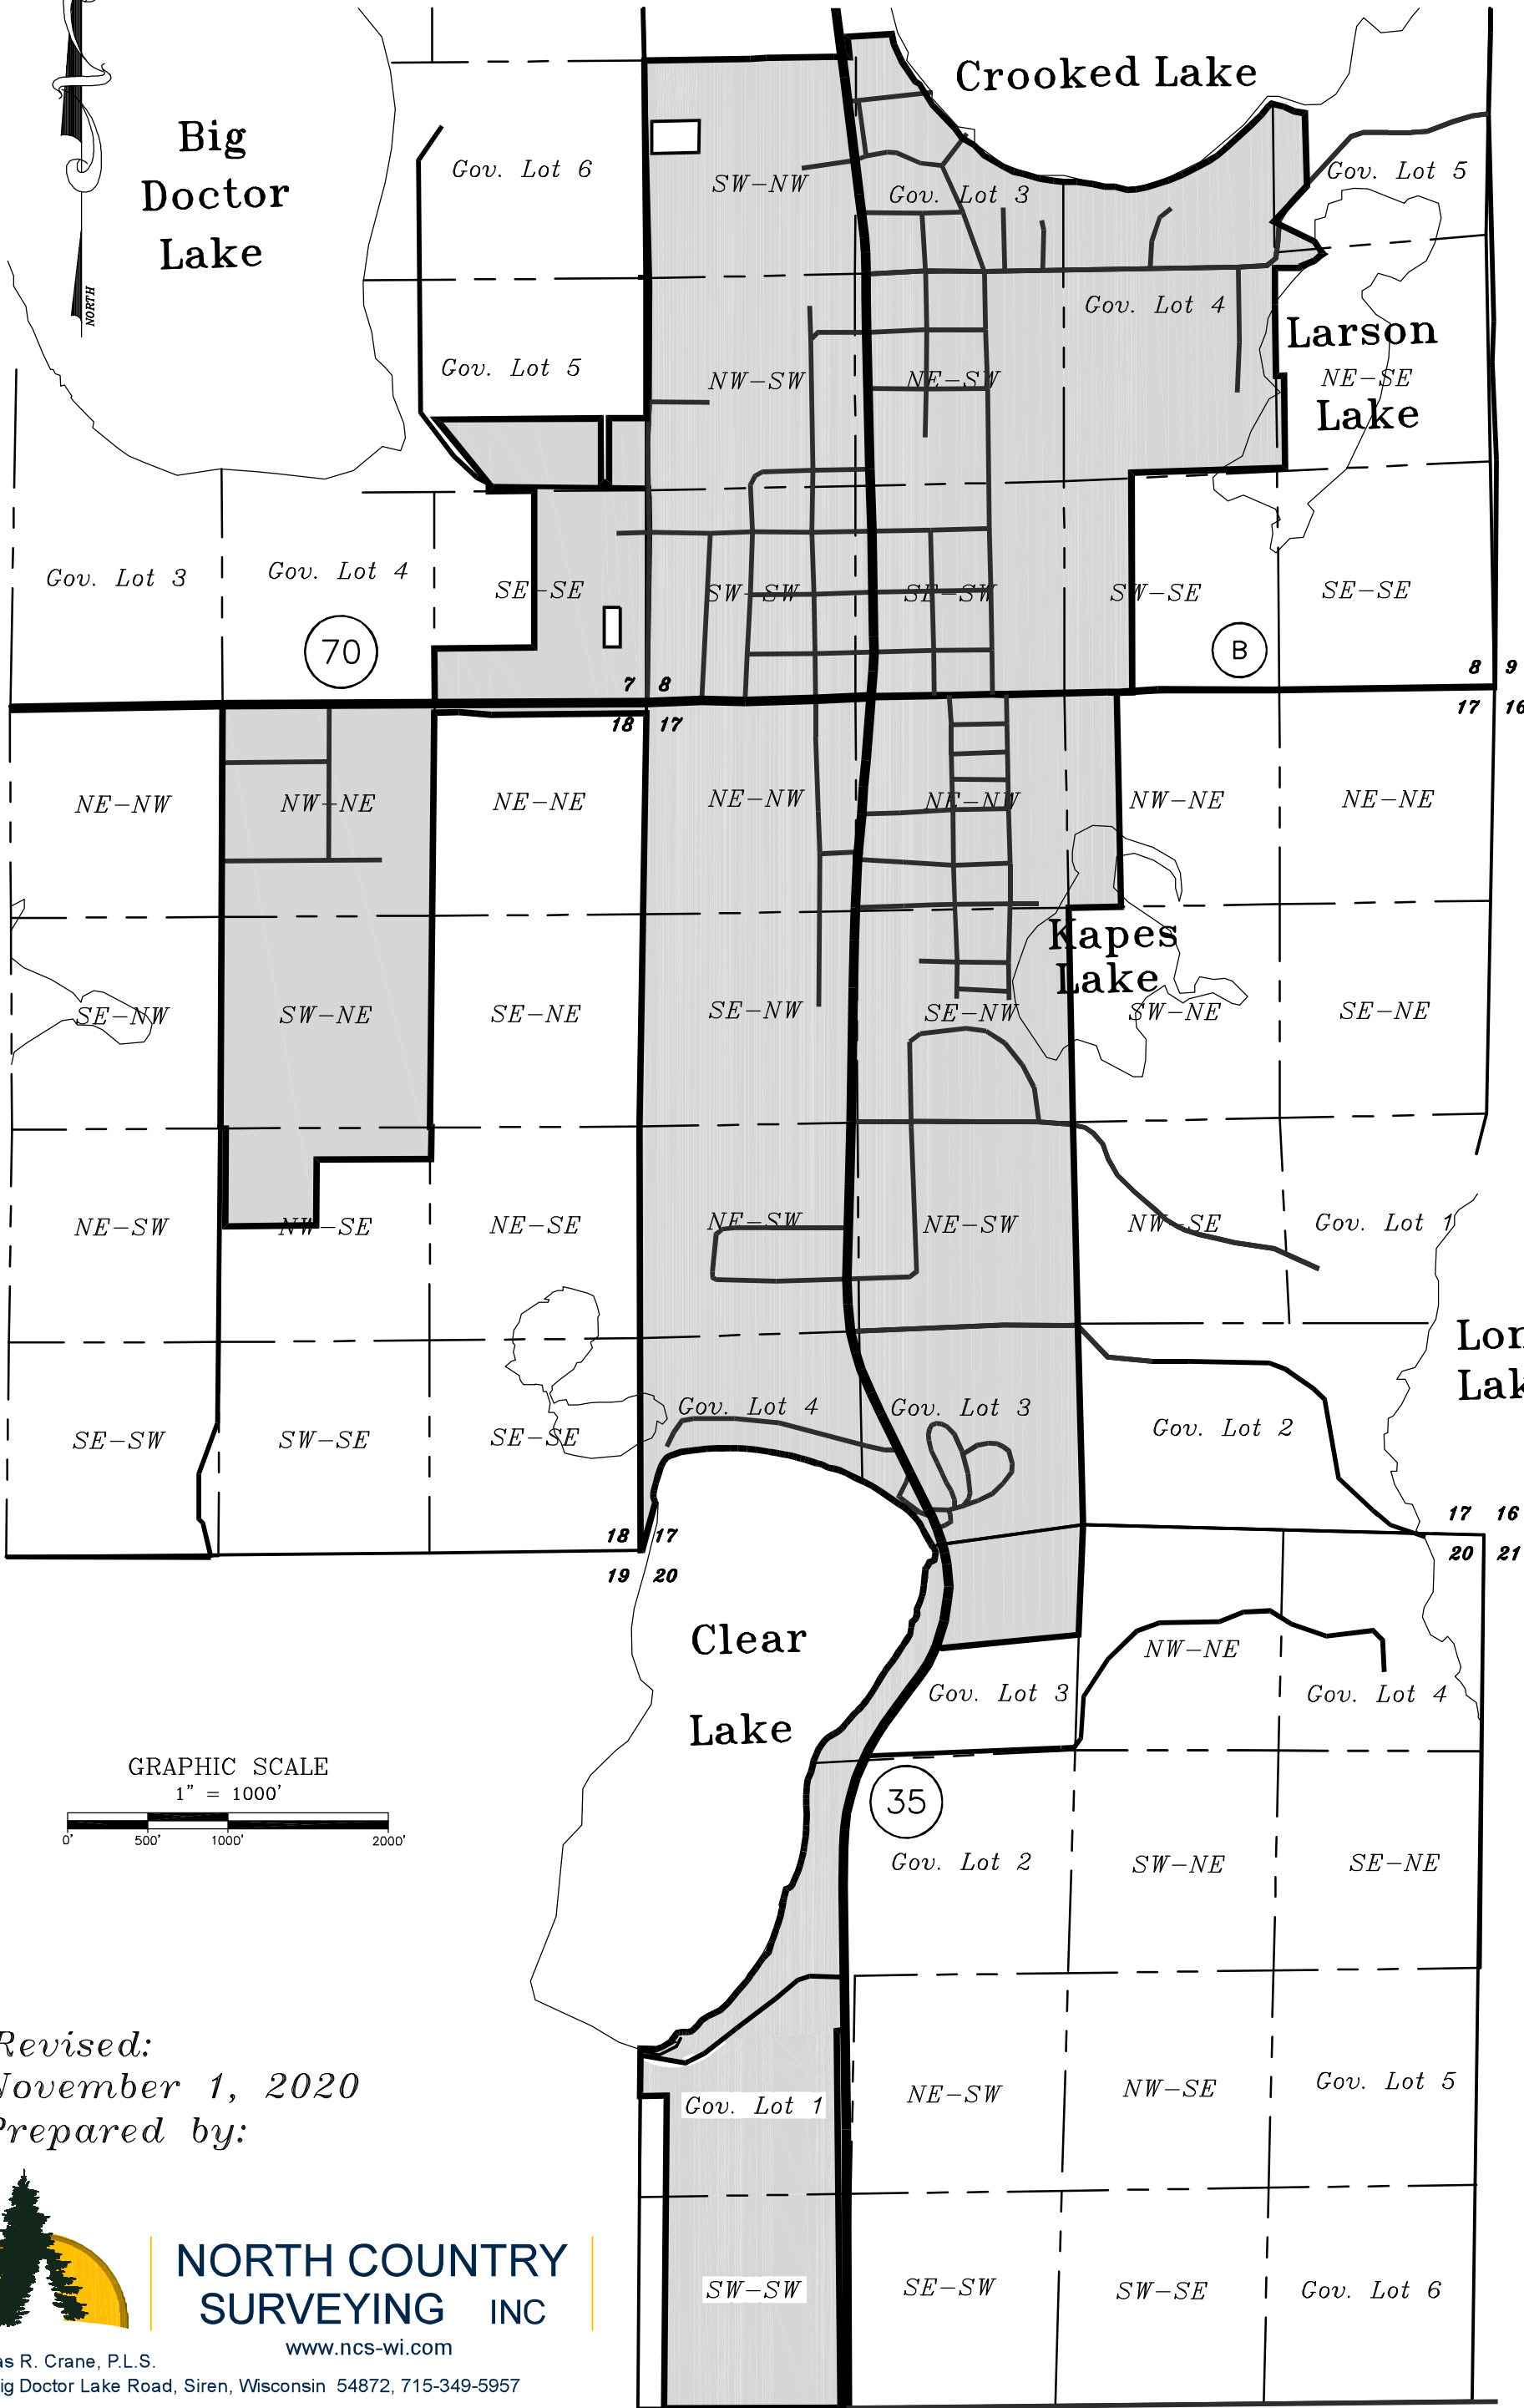 Crooked Lake
Big
Doctor
Lake
NORTH
Gov. Lot 6
SW-NW
Gov. Lot 3
Gov. Lot 5
Gov. Lot 4
Larson
Lake
Gov. Lot 5
NW-SW
NE-SW
NE-SE
Gov. Lot 3
Gov. Lot 4
SE-SE
SW-SW
SE-SW
SW-SE
SE-SE
70
B
7 8
8 9
18 17
17 16
NE-NW
NW-NE
NE-NE
NE-NW
NE-NW
NW-NE
NE-NE
Kapes
Lake
SE-NW
SW-NE
SE-NE
SE-NW
SE-NW
SW-NE
SE-NE
NE-SW
NW-SE
NE-SE
NE-SW
NE-SW
NW-SE
Gov. Lot 1
Lon
Lak
SE-SW
SW-SE
SE-SE
Gov. Lot 4
Gov. Lot 3
Gov. Lot 2
18 17
17 16
19 20
20 21
Clear
Lake
NW-NE
Gov. Lot 3
Gov. Lot 4
GRAPHIC SCALE
1" = 1000'
0' 500' 1000' 2000'
35
Gov. Lot 2
SW-NE
SE-NE
Revised:
November 1, 2020
Prepared by:
Gov. Lot 1
NE-SW
NW-SE
Gov. Lot 5
NORTH COUNTRY
SURVEYING INC
www.ncs-wi.com
SW-SW
SE-SW
SW-SE
Gov. Lot 6
as R. Crane, P.L.S.
ig Doctor Lake Road, Siren, Wisconsin 54872, 715-349-5957